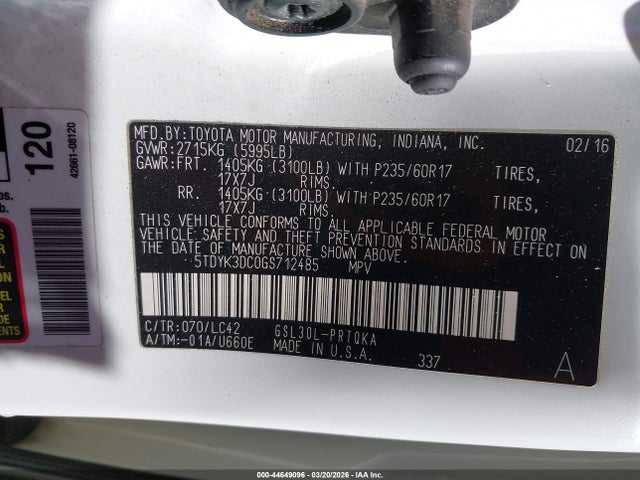 MFD.BY:TOYOTA MOTOR MANUFACTURING, INDIANA, INC. 02/16
GVWR:2715KG (5995LB)
GAWR:FRT. 1405KG (3100LB) WITH P235/60R17 TIRES,
17X7J RIMS.
RR. 1405KG (3100LB) WITH P235/60R17 TIRES,
17X7J RIMS.
THIS VEHICLE CONFORMS TO ALL APPLICABLE FEDERAL MOTOR
VEHICLE SAFETY AND THEFT PREVENTION STANDARDS IN EFFECT ON
THE DATE OF MANUFACTURE SHOWN ABOVE.
5TDYK3DC0GS712485 MPV
C/TR:070/LC42 GSL30L-PRTQKA
A/TM:-01A/U660E MADE IN U.S.A. 337 A
120
42661-08120
bs.
b.
ENTS
000-44649096 - 03/20/2026 - IAA Inc.